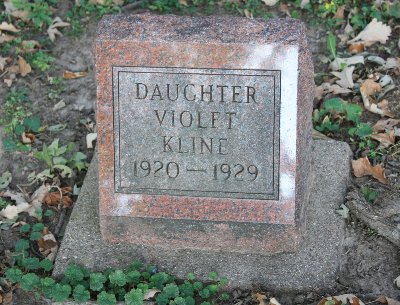 DAUGHTER
VIOLET
KLINE
1920 — 1929